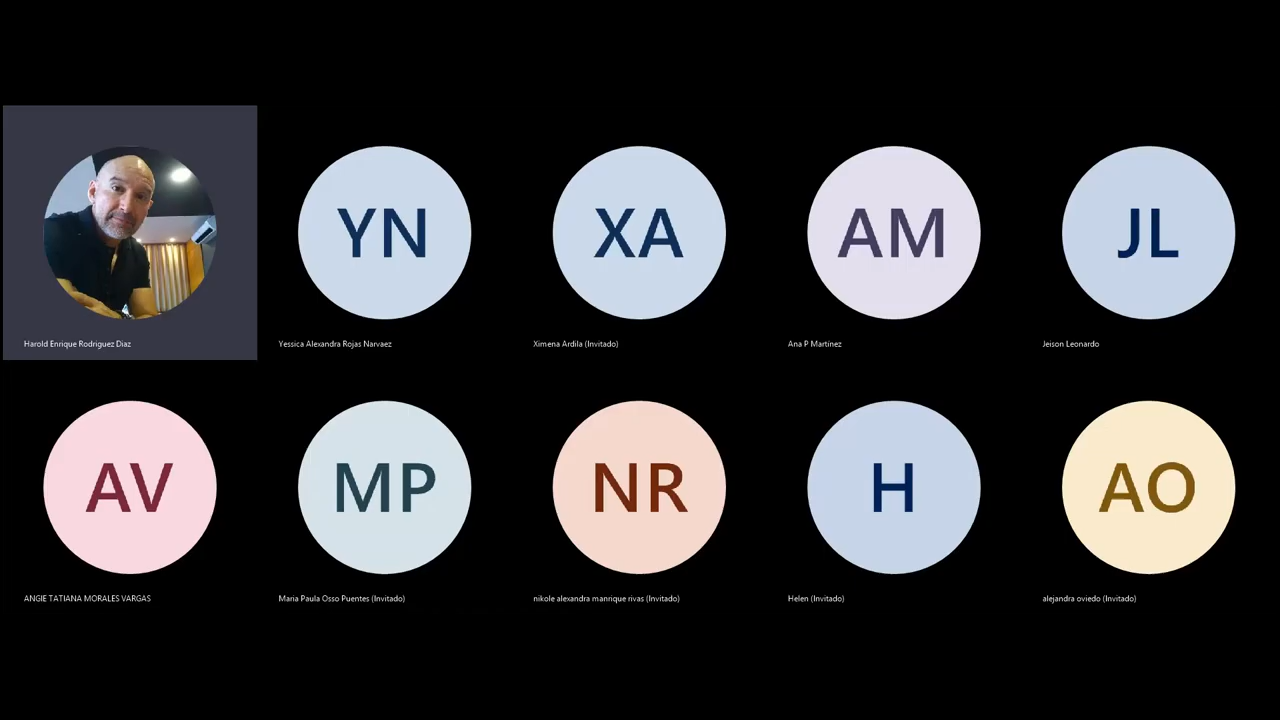 YN
XA
AM
JL
Harold Enrique Rodriguez Diaz
Yessica Alexandra Rojas Narvaez
Ximena Ardila (Invitado)
Ana P Martinez
Jeison Leonardo
AV
MP
NR
H
AO
ANGIE TATIANA MORALES VARGAS
Maria Paula Osso Puentes (Invitado)
nikole alexandra manrique rivas (Invitado)
Helen (Invitado)
alejandra oviedo (Invitado)